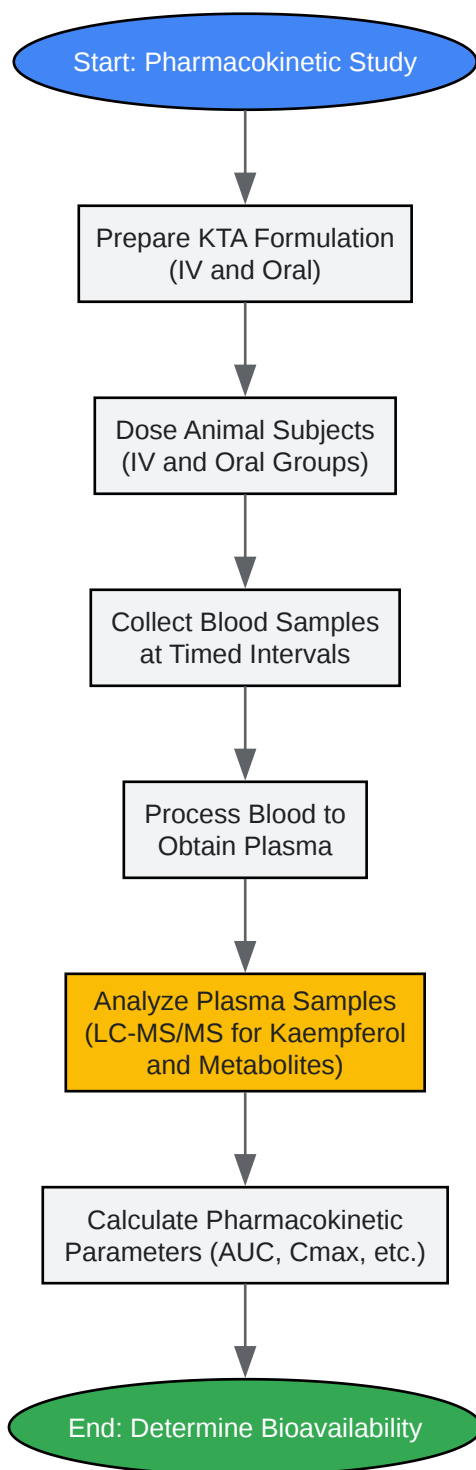 Start: Pharmacokinetic Study
Prepare KTA Formulation
(IV and Oral)
Dose Animal Subjects
(IV and Oral Groups)
Collect Blood Samples
at Timed Intervals
Process Blood to
Obtain Plasma
Analyze Plasma Samples
(LC-MS/MS for Kaempferol
and Metabolites)
Calculate Pharmacokinetic
Parameters (AUC, Cmax, etc.)
End: Determine Bioavailability